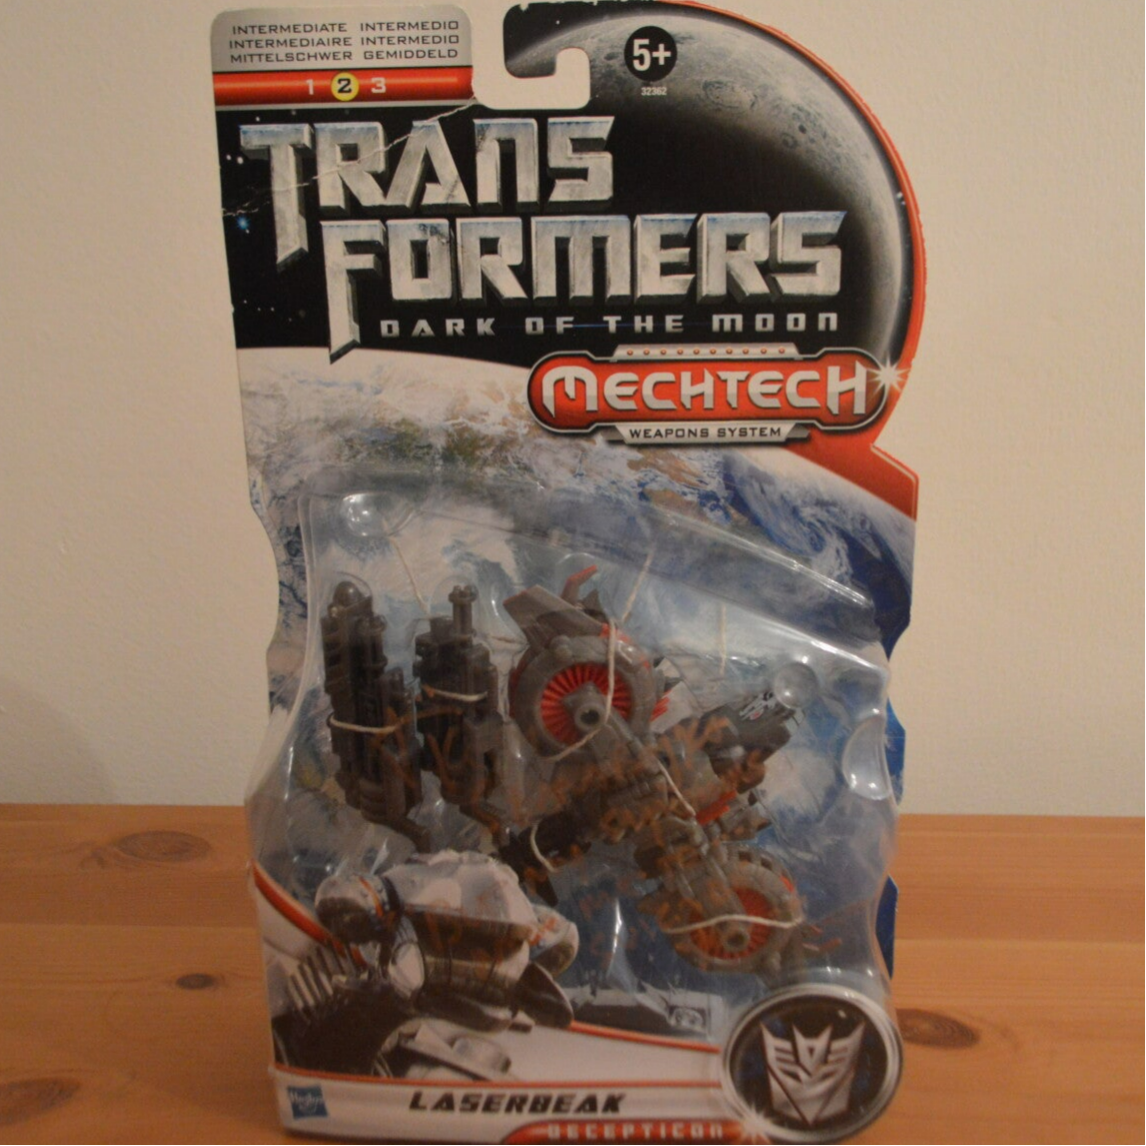 INTERMEDIATE INTERMEDIO
INTERMEDIAIRE INTERMEDIO
MITTELSCHWER GEMIDDELD
1 2 3
5+
32362
TRANS
FORMERS
DARK OF THE MOON
MECHTECH
WEAPONS SYSTEM
Hasbro
LASERBEAK
DECEPTICON